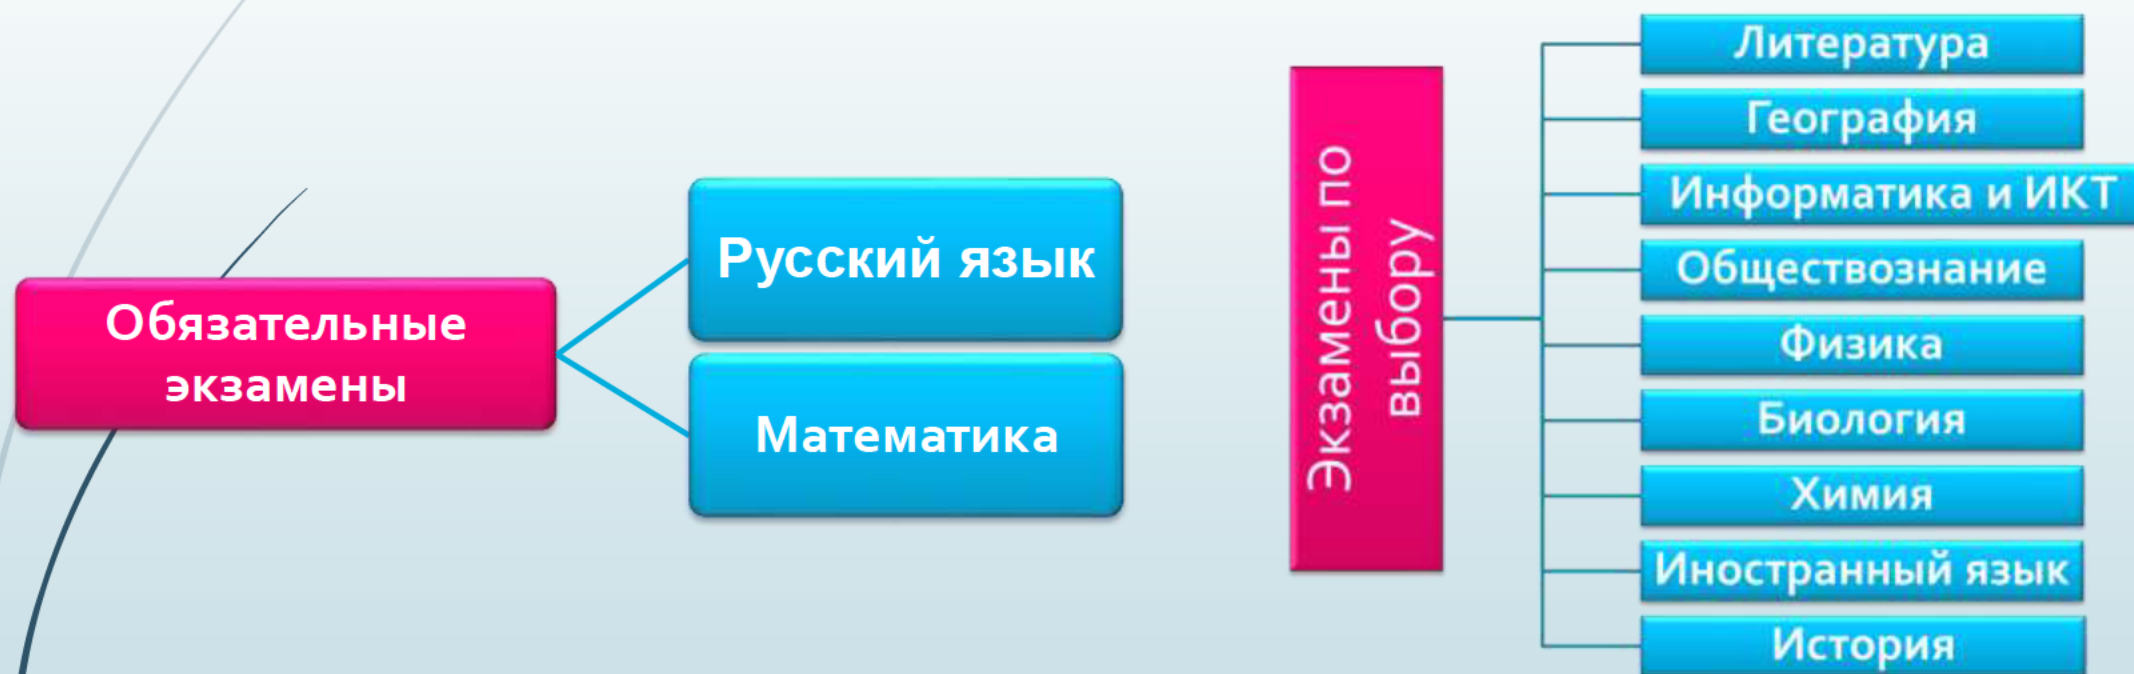 Обязательные
экзамены
Русский язык
Математика
Экзамены по
выбору
Литература
География
Информатика и ИКТ
Обществознание
Физика
Биология
Химия
Иностранный язык
История